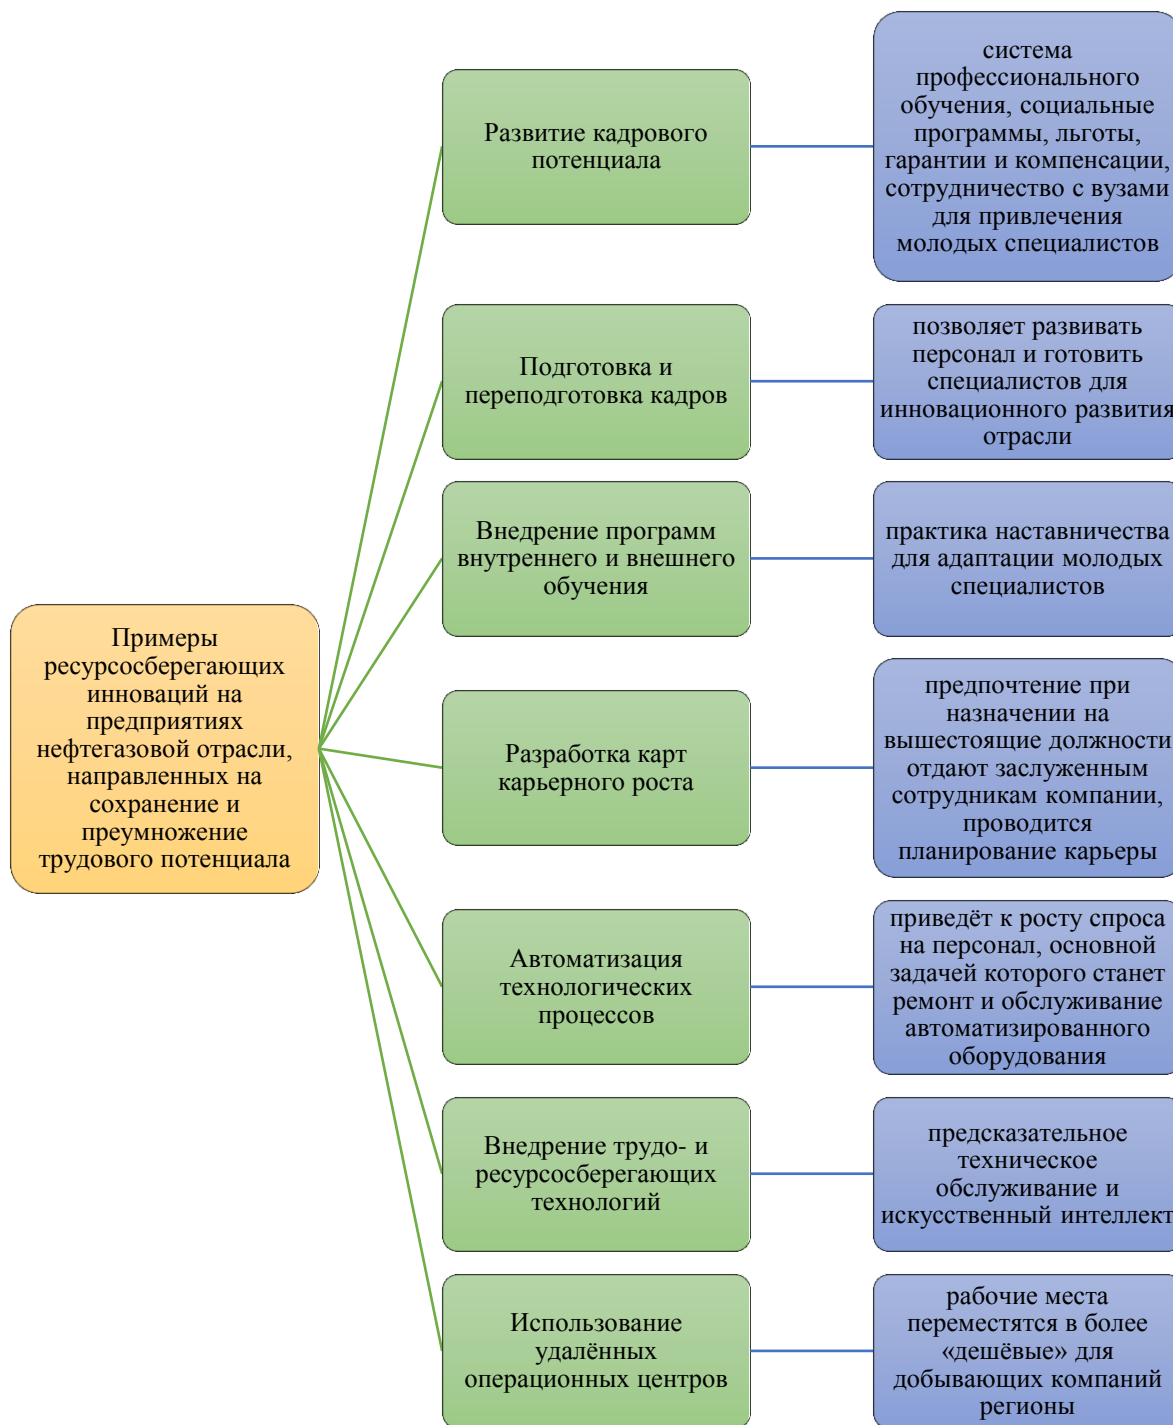 Примеры
ресурсосберегающих
инноваций на
предприятиях
нефтегазовой отрасли,
направленных на
сохранение и
преумножение
трудового потенциала
Развитие кадрового
потенциала
система
профессионального
обучения, социальные
программы, льготы,
гарантии и компенсации,
сотрудничество с вузами
для привлечения
молодых специалистов
Подготовка и
переподготовка кадров
позволяет развивать
персонал и готовить
специалистов для
инновационного развития
отрасли
Внедрение программ
внутреннего и внешнего
обучения
практика наставничества
для адаптации молодых
специалистов
Разработка карт
карьерного роста
предпочтение при
назначении на
вышестоящие должности
отдают заслуженным
сотрудникам компании,
проводится
планирование карьеры
Автоматизация
технологических
процессов
приведёт к росту спроса
на персонал, основной
задачей которого станет
ремонт и обслуживание
автоматизированного
оборудования
Внедрение трудо- и
ресурсосберегающих
технологий
предсказательное
техническое
обслуживание и
искусственный интеллект
Использование
удалённых
операционных центров
рабочие места
переместятся в более
«дешёвые» для
добывающих компаний
регионы